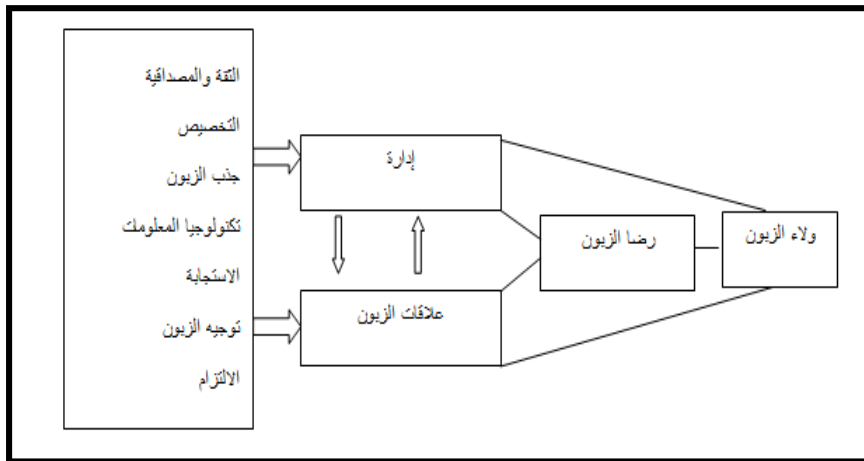 الثقة والمصداقية
التخصيص
جذب الزبون
تكنولوجيا المعلومات
الاستجابة
توجيه الزبون
الالتزام
إدارة
علاقات الزبون
رضا الزبون
ولاء الزبون